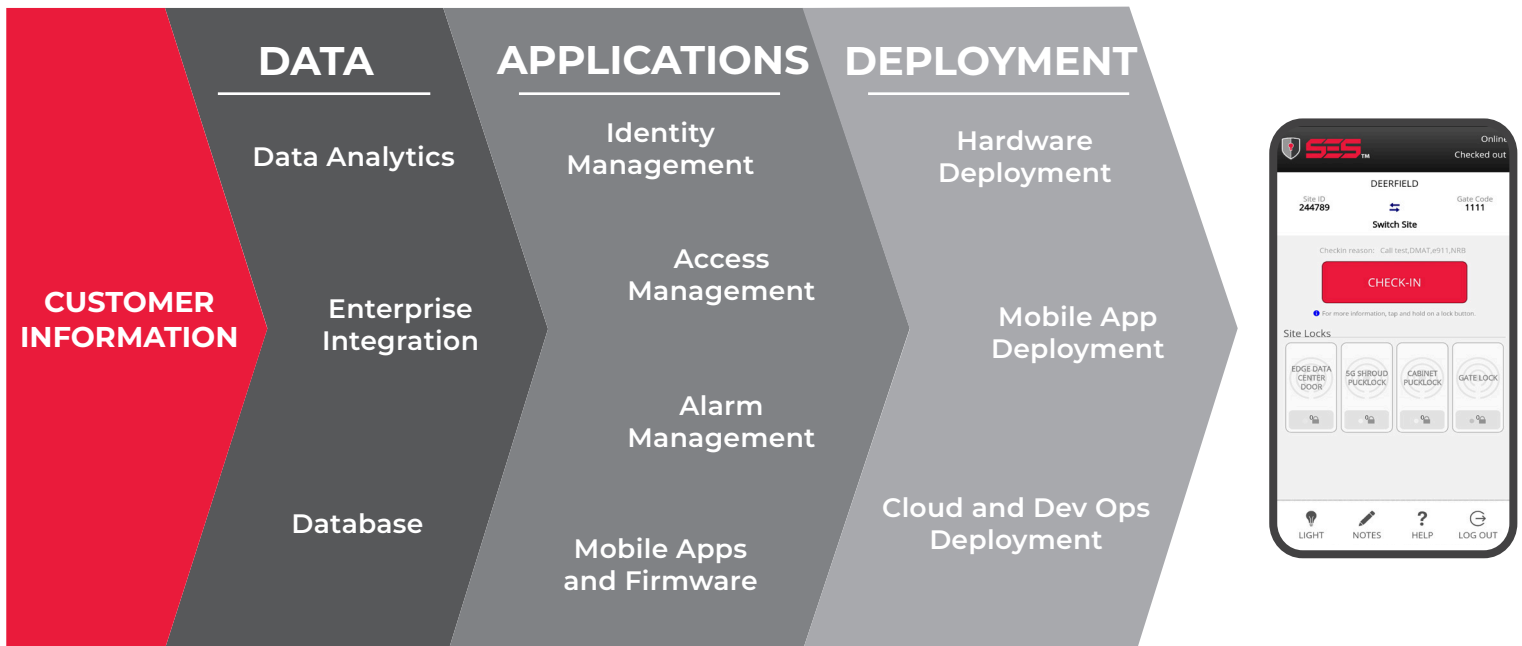 CUSTOMER
INFORMATION
DATA
Data Analytics
Enterprise
Integration
Database
APPLICATIONS
Identity
Management
Access
Management
Alarm
Management
Mobile Apps
and Firmware
DEPLOYMENT
Hardware
Deployment
Mobile App
Deployment
Cloud and Dev Ops
Deployment
SES TM
Online
Checked out
DEERFIELD
Site ID
244789
Gate Code
1111
Switch Site
Checkin reason: Call test,DMAT,e911,NRB
CHECK-IN
For more information, tap and hold on a lock button.
Site Locks
EDGE DATA
CENTER
DOOR
5G SHROUD
PUCKLOCK
CABINET
PUCKLOCK
GATE LOCK
LIGHT
NOTES
HELP
LOG OUT